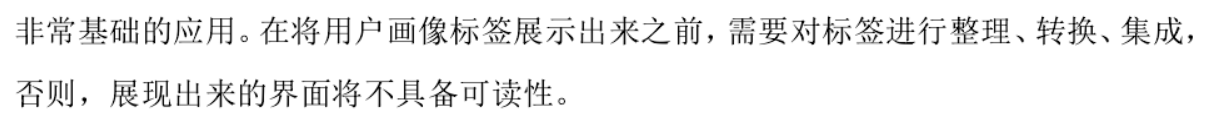 非常基础的应用。在将用户画像标签展示出来之前，需要对标签进行整理、转换、集成，
否则，展现出来的界面将不具备可读性。